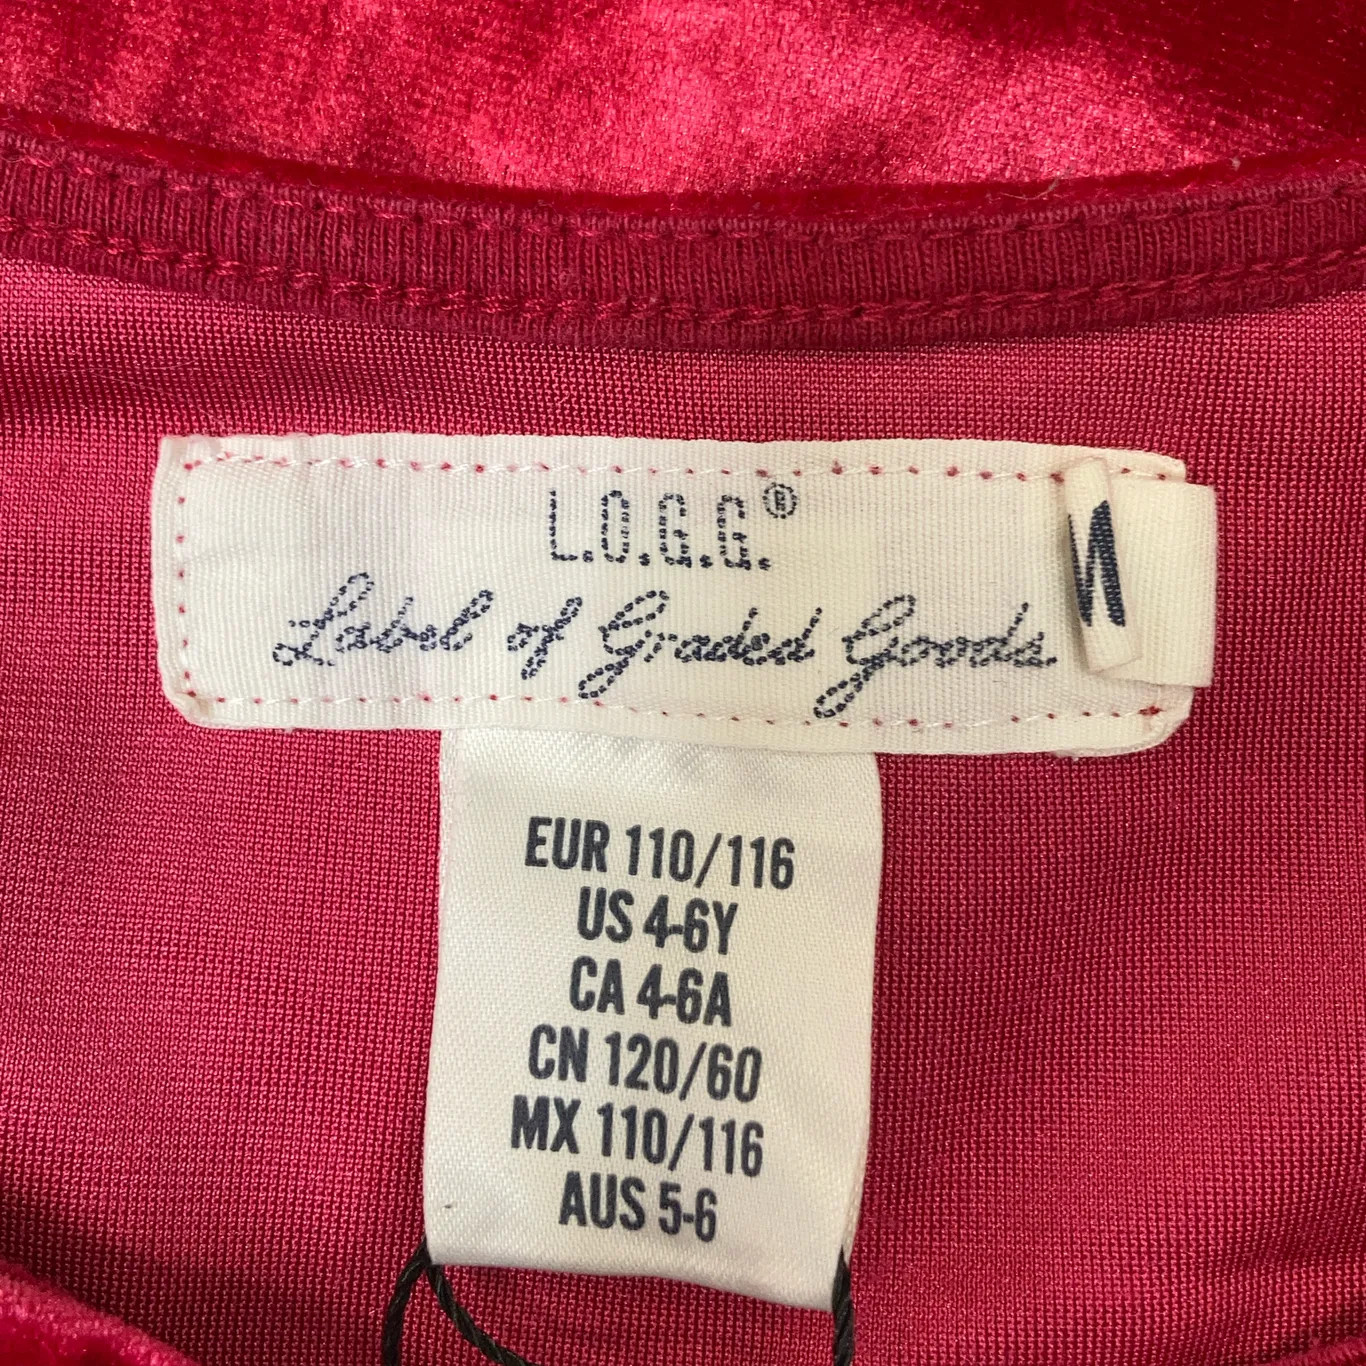 L.O.G.G.®
Label of Graded Goods
EUR 110/116
US 4-6Y
CA 4-6A
CN 120/60
MX 110/116
AUS 5-6